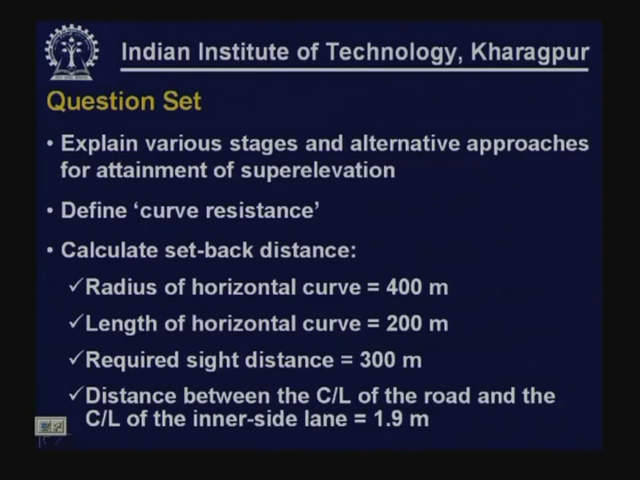 Indian Institute of Technology, Kharagpur
Question Set
• Explain various stages and alternative approaches
for attainment of superelevation
• Define ‘curve resistance’
• Calculate set-back distance:
✓Radius of horizontal curve = 400 m
✓Length of horizontal curve = 200 m
✓Required sight distance = 300 m
✓Distance between the C/L of the road and the
C/L of the inner-side lane = 1.9 m